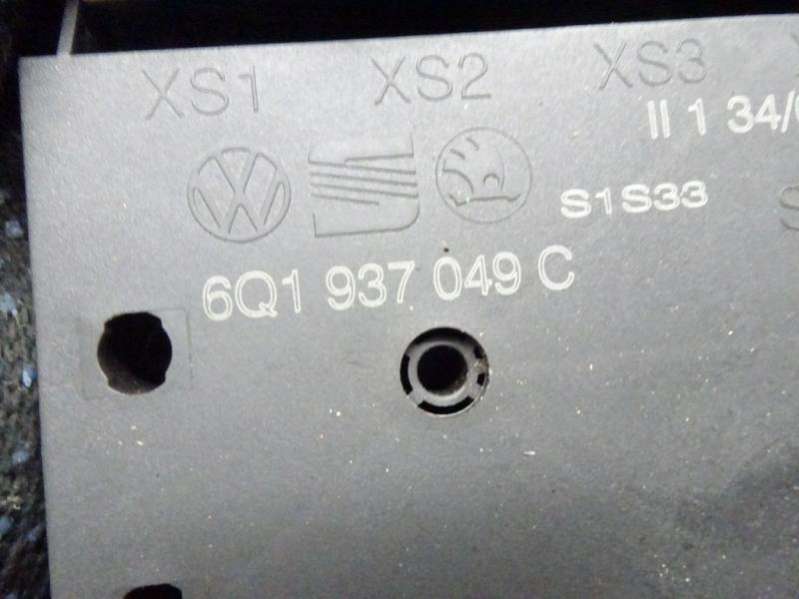 XS1 XS2 XS3
II 1 34/
S1S33
6Q1 937 049 C